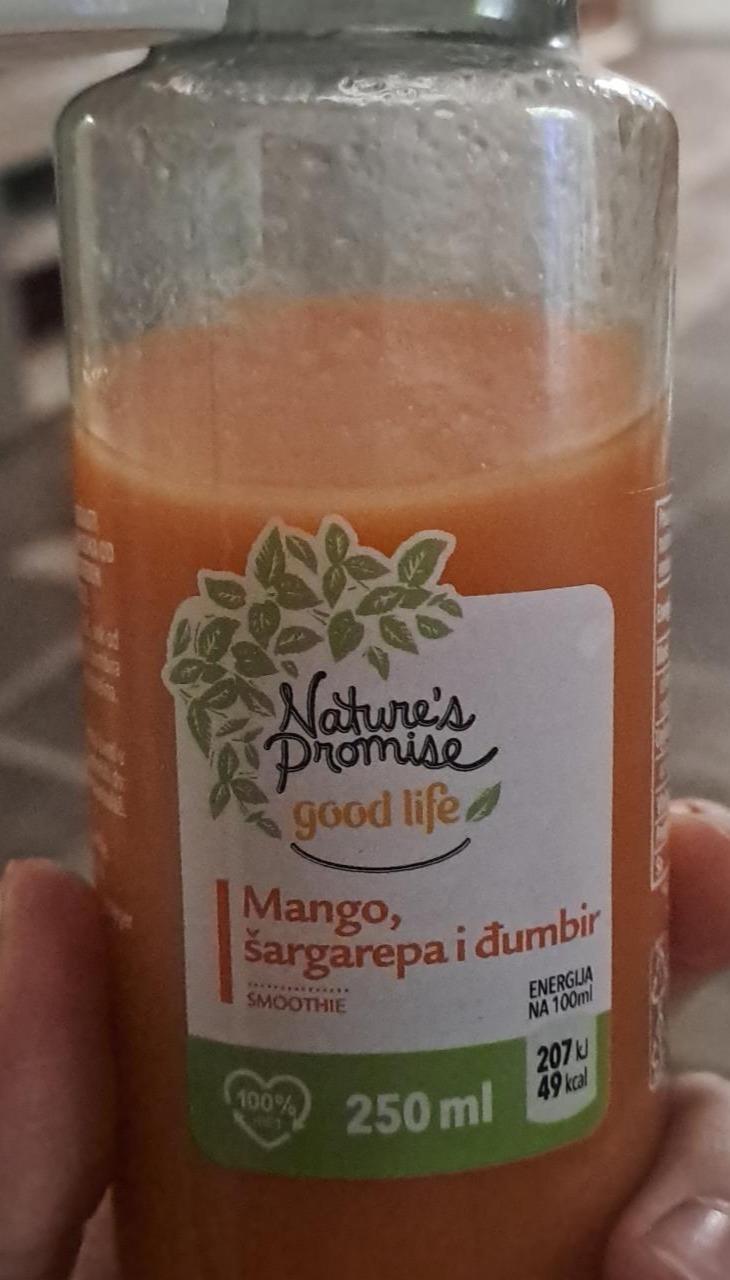 Nature's
Promise
good life
Mango,
šargarepa i đumbir
SMOOTHIE
ENERGIJA
NA 100ml
207 kJ
49 kcal
100%
250 ml